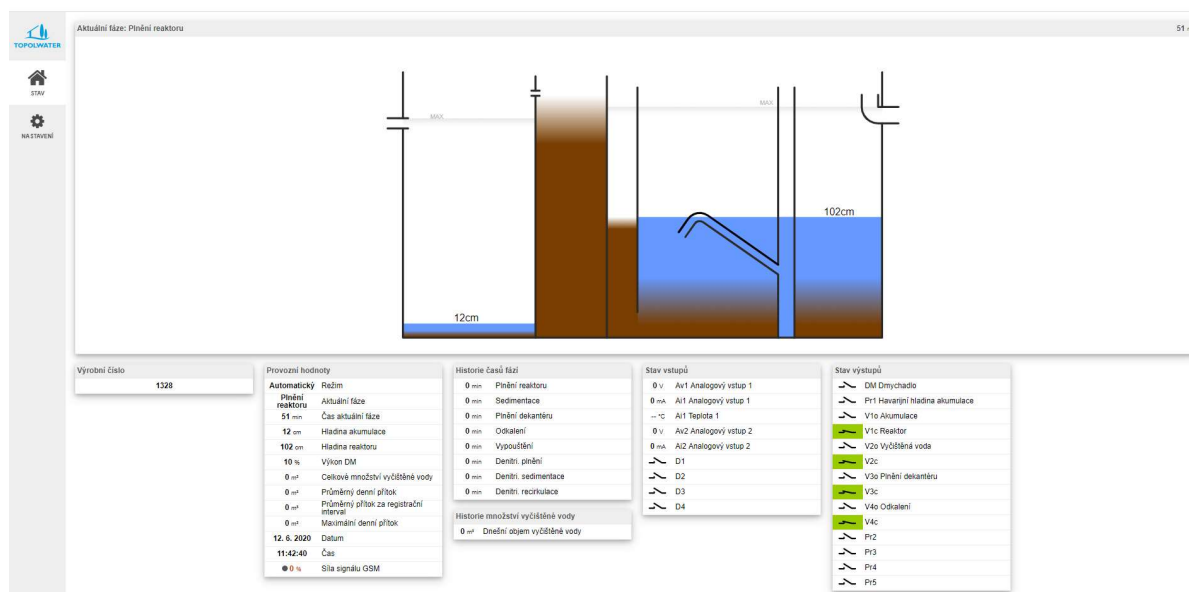 Aktuální fáze: Plnění reaktoru
51
TOPOLWATER
STAV
NASTAVENÍ
MAX
MAX
102cm
12cm
Výrobní číslo
1328
Provozní hodnoty
Automatický Režim
Plnění reaktoru Aktuální fáze
51 min Čas aktuální fáze
12 cm Hladina akumulace
102 cm Hladina reaktoru
10 % Výkon DM
0 m³ Celkové množství vyčištěné vody
0 m³ Průměrný denní přítok
0 m³ Průměrný přítok za registrační interval
0 m³ Maximální denní přítok
12. 6. 2020 Datum
11:42:40 Čas
0 % Síla signálu GSM
Historie časů fází
0 min Plnění reaktoru
0 min Sedimentace
0 min Plnění dekantéru
0 min Odkalení
0 min Vypouštění
0 min Denitri. plnění
0 min Denitri. sedimentace
0 min Denitri. recirkulace
Historie množství vyčištěné vody
0 m³ Dnešní objem vyčištěné vody
Stav vstupů
0 V Av1 Analogový vstup 1
0 mA Ai1 Analogový vstup 1
-- °C Ai1 Teplota 1
0 V Av2 Analogový vstup 2
0 mA Ai2 Analogový vstup 2
D1
D2
D3
D4
Stav výstupů
DM Dmychadlo
Pr1 Havarijní hladina akumulace
V1o Akumulace
V1c Reaktor
V2o Vyčištěná voda
V2c
V3o Plnění dekantéru
V3c
V4o Odkalení
V4c
Pr2
Pr3
Pr4
Pr5